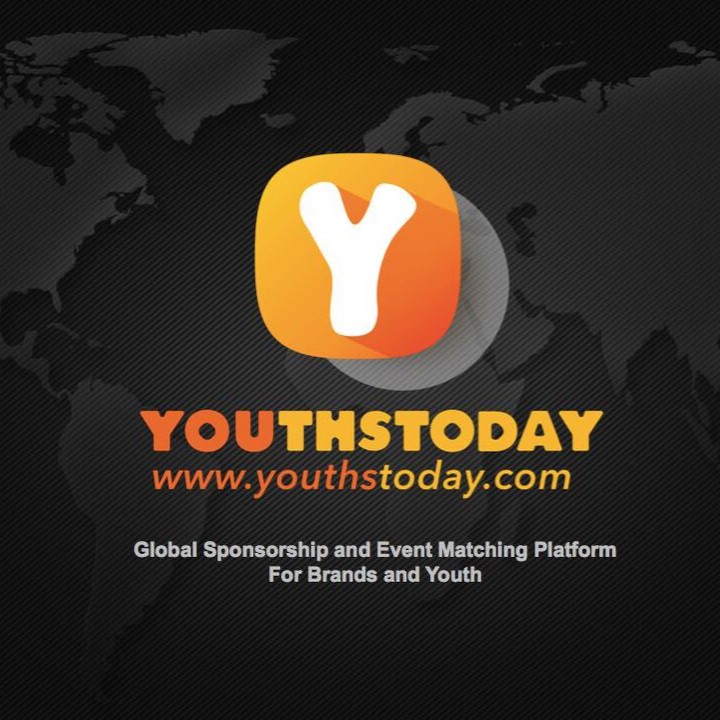 Y
YOUTHSTODAY
www.youthstoday.com
Global Sponsorship and Event Matching Platform
For Brands and Youth